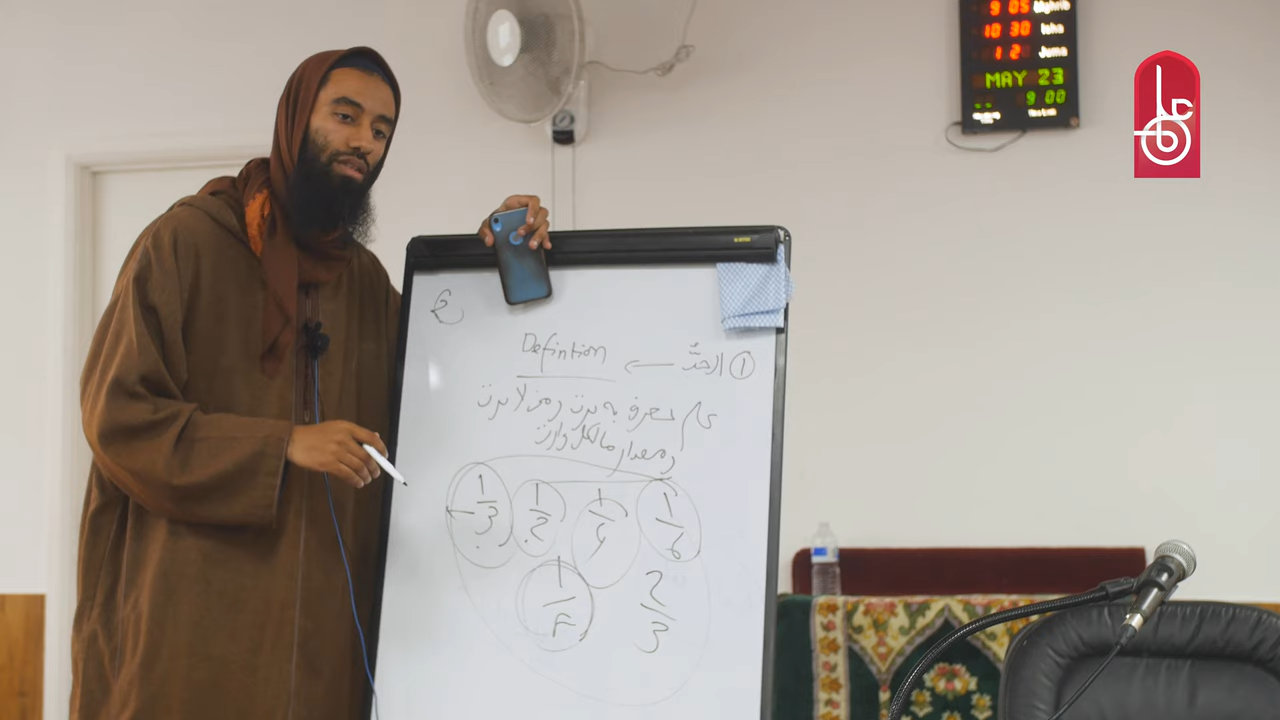 9 05 Maghrib
10 30 Isha
1 2 Juma
MAY 23
9 00
Defintion ← الحدُّ ①
علم يعرف به من يرث ومن لا يرث
ومقدار ما لكل وارث
1/3 1/2 1/4 1/6
2/3